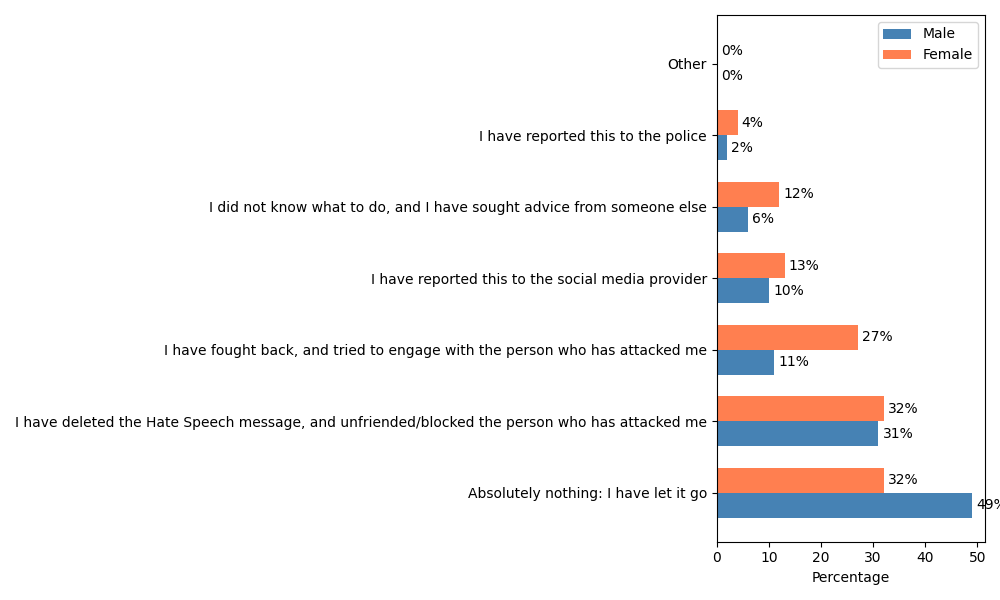 Male
Female
Other
0%
0%
I have reported this to the police
4%
2%
I did not know what to do, and I have sought advice from someone else
12%
6%
I have reported this to the social media provider
13%
10%
I have fought back, and tried to engage with the person who has attacked me
27%
11%
I have deleted the Hate Speech message, and unfriended/blocked the person who has attacked me
32%
31%
Absolutely nothing: I have let it go
32%
49%
0 10 20 30 40 50
Percentage